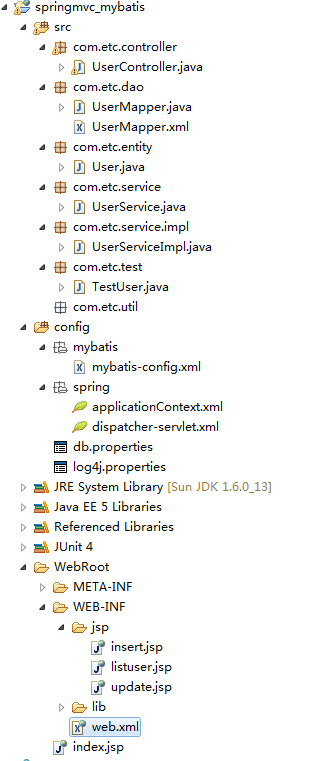 springmvc_mybatis
src
com.etc.controller
UserController.java
com.etc.dao
UserMapper.java
UserMapper.xml
com.etc.entity
User.java
com.etc.service
UserService.java
com.etc.service.impl
UserServiceImpl.java
com.etc.test
TestUser.java
com.etc.util
config
mybatis
mybatis-config.xml
spring
applicationContext.xml
dispatcher-servlet.xml
db.properties
log4j.properties
JRE System Library [Sun JDK 1.6.0_13]
Java EE 5 Libraries
Referenced Libraries
JUnit 4
WebRoot
META-INF
WEB-INF
jsp
insert.jsp
listuser.jsp
update.jsp
lib
web.xml
index.jsp